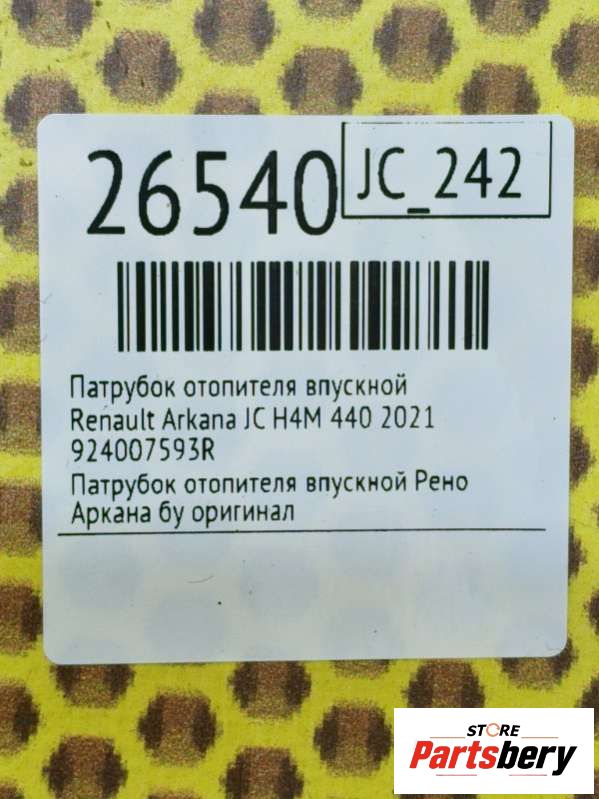 26540
JC_242
Патрубок отопителя впускной
Renault Arkana JC H4M 440 2021
924007593R
Патрубок отопителя впускной Рено
Аркана бу оригинал
STORE
Partsbery